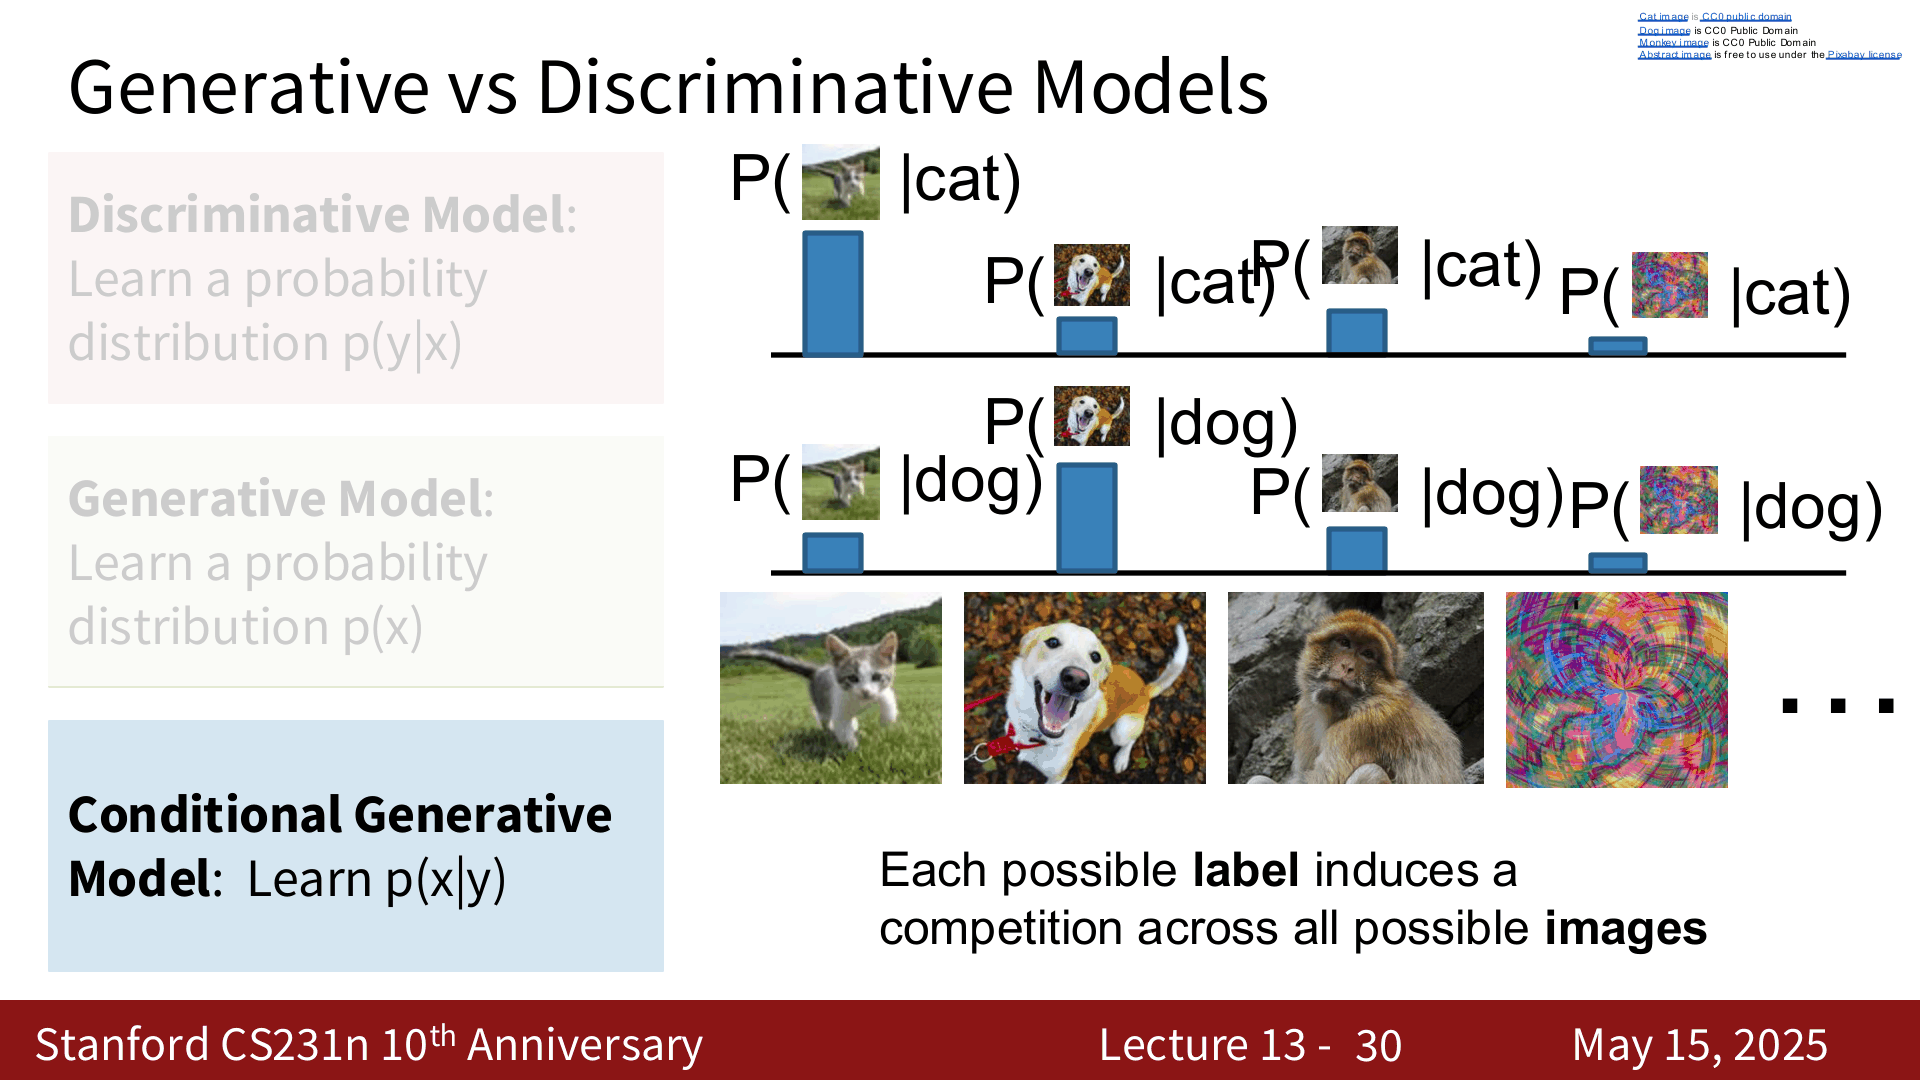 Cat image is CC0 public domain
Dog image is CC0 Public Domain
Monkey image is CC0 Public Domain
Abstract image is free to use under the Pixabay license
Generative vs Discriminative Models
Discriminative Model:
Learn a probability
distribution p(y|x)
Generative Model:
Learn a probability
distribution p(x)
Conditional Generative
Model: Learn p(x|y)
P( |cat)
P( |cat)
P( |cat)
P( |cat)
P( |dog)
P( |dog)
P( |dog)
P( |dog)
...
Each possible label induces a
competition across all possible images
Stanford CS231n 10th Anniversary
Lecture 13 - 30
May 15, 2025